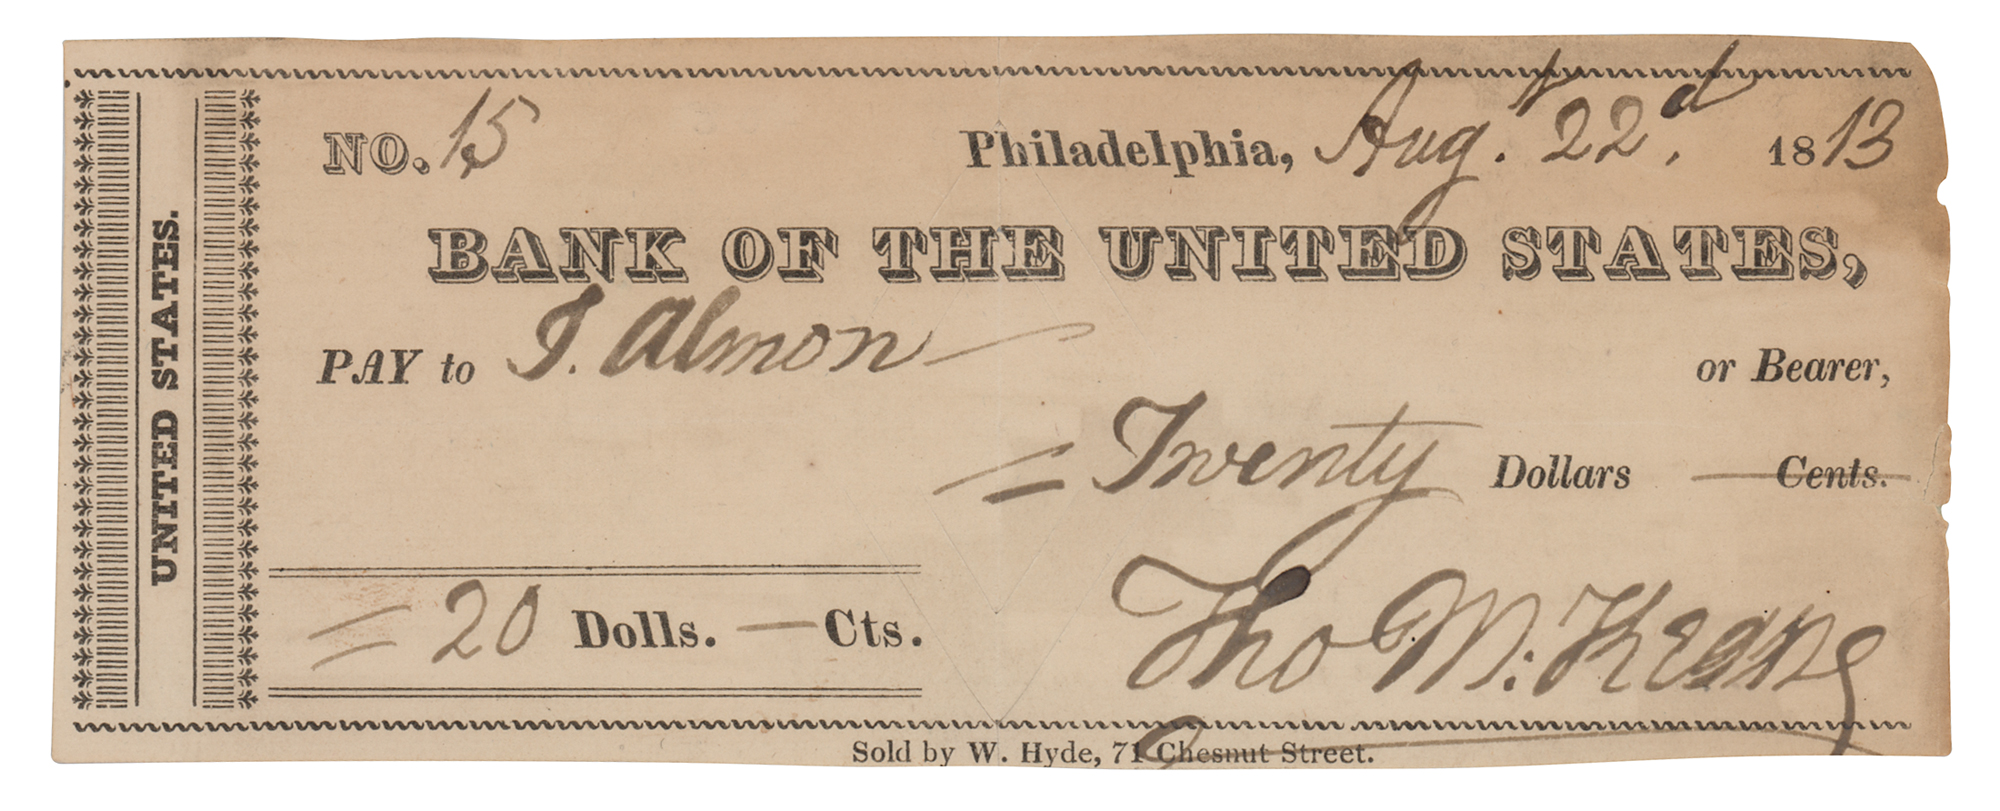 UNITED STATES.
NO. 15 Philadelphia, Augt. 22d, 1813
BANK OF THE UNITED STATES,
PAY to J. Almon or Bearer,
= Twenty Dollars — Cents.
= 20 Dolls. — Cts.
Tho M:Kean
Sold by W. Hyde, 71 Chesnut Street.